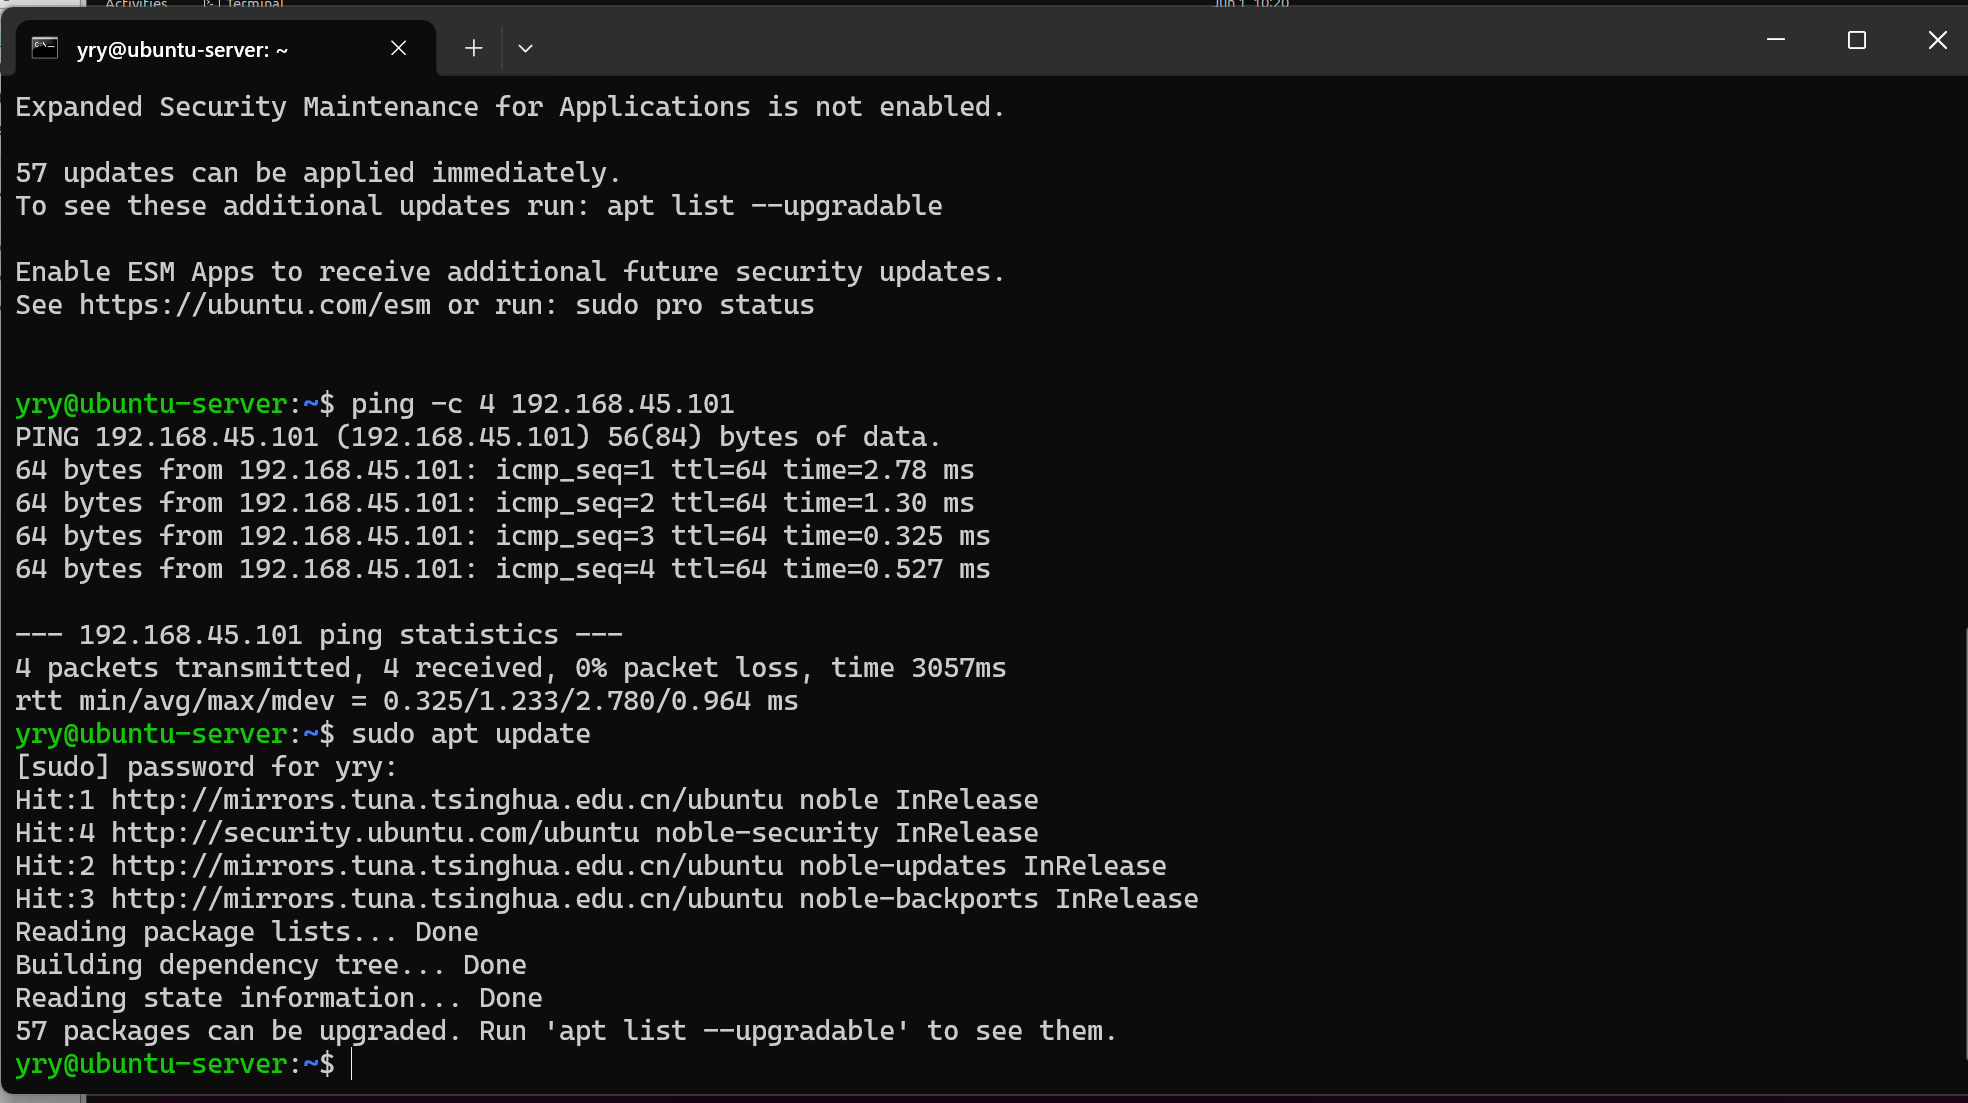 Activities Terminal Jun 1 10:20
yry@ubuntu-server: ~
Expanded Security Maintenance for Applications is not enabled.
57 updates can be applied immediately.
To see these additional updates run: apt list --upgradable
Enable ESM Apps to receive additional future security updates.
See https://ubuntu.com/esm or run: sudo pro status
yry@ubuntu-server:~$ ping -c 4 192.168.45.101
PING 192.168.45.101 (192.168.45.101) 56(84) bytes of data.
64 bytes from 192.168.45.101: icmp_seq=1 ttl=64 time=2.78 ms
64 bytes from 192.168.45.101: icmp_seq=2 ttl=64 time=1.30 ms
64 bytes from 192.168.45.101: icmp_seq=3 ttl=64 time=0.325 ms
64 bytes from 192.168.45.101: icmp_seq=4 ttl=64 time=0.527 ms
--- 192.168.45.101 ping statistics ---
4 packets transmitted, 4 received, 0% packet loss, time 3057ms
rtt min/avg/max/mdev = 0.325/1.233/2.780/0.964 ms
yry@ubuntu-server:~$ sudo apt update
[sudo] password for yry:
Hit:1 http://mirrors.tuna.tsinghua.edu.cn/ubuntu noble InRelease
Hit:4 http://security.ubuntu.com/ubuntu noble-security InRelease
Hit:2 http://mirrors.tuna.tsinghua.edu.cn/ubuntu noble-updates InRelease
Hit:3 http://mirrors.tuna.tsinghua.edu.cn/ubuntu noble-backports InRelease
Reading package lists... Done
Building dependency tree... Done
Reading state information... Done
57 packages can be upgraded. Run 'apt list --upgradable' to see them.
yry@ubuntu-server:~$